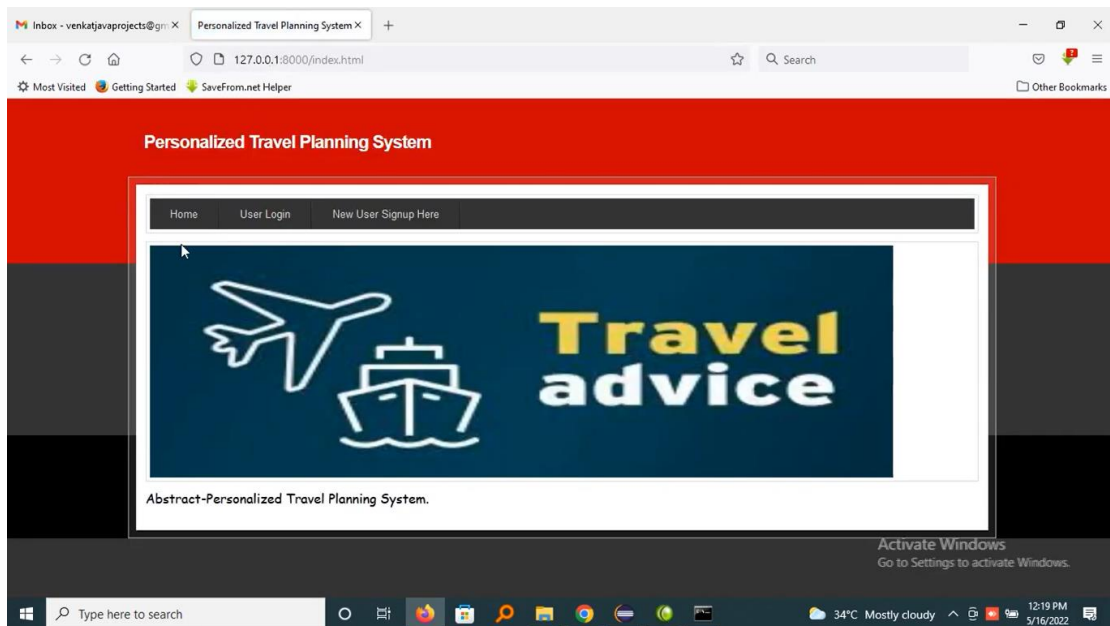 Inbox - venkatjavaprojects@gm
Personalized Travel Planning System
127.0.0.1:8000/index.html
Search
Most Visited
Getting Started
SaveFrom.net Helper
Other Bookmarks
Personalized Travel Planning System
Home
User Login
New User Signup Here
Travel
advice
Abstract-Personalized Travel Planning System.
Activate Windows
Go to Settings to activate Windows.
Type here to search
34°C Mostly cloudy
12:19 PM
5/16/2022